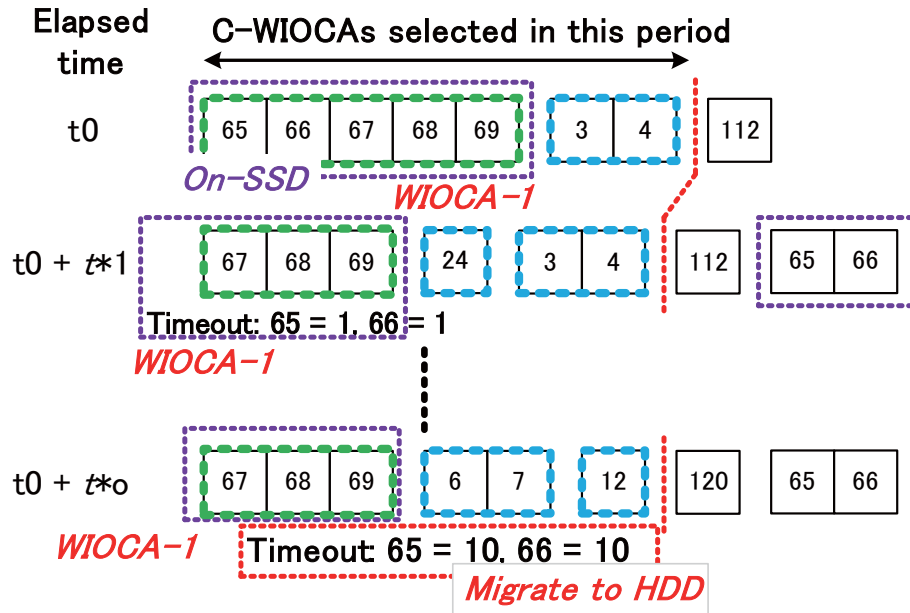 Elapsed time
C-WIOCAs selected in this period
t0
65 66 67 68 69 3 4 112
On-SSD
WIOCA-1
t0 + t*1
67 68 69 24 3 4 112 65 66
Timeout: 65 = 1, 66 = 1
WIOCA-1
t0 + t*o
67 68 69 6 7 12 120 65 66
WIOCA-1
Timeout: 65 = 10, 66 = 10
Migrate to HDD